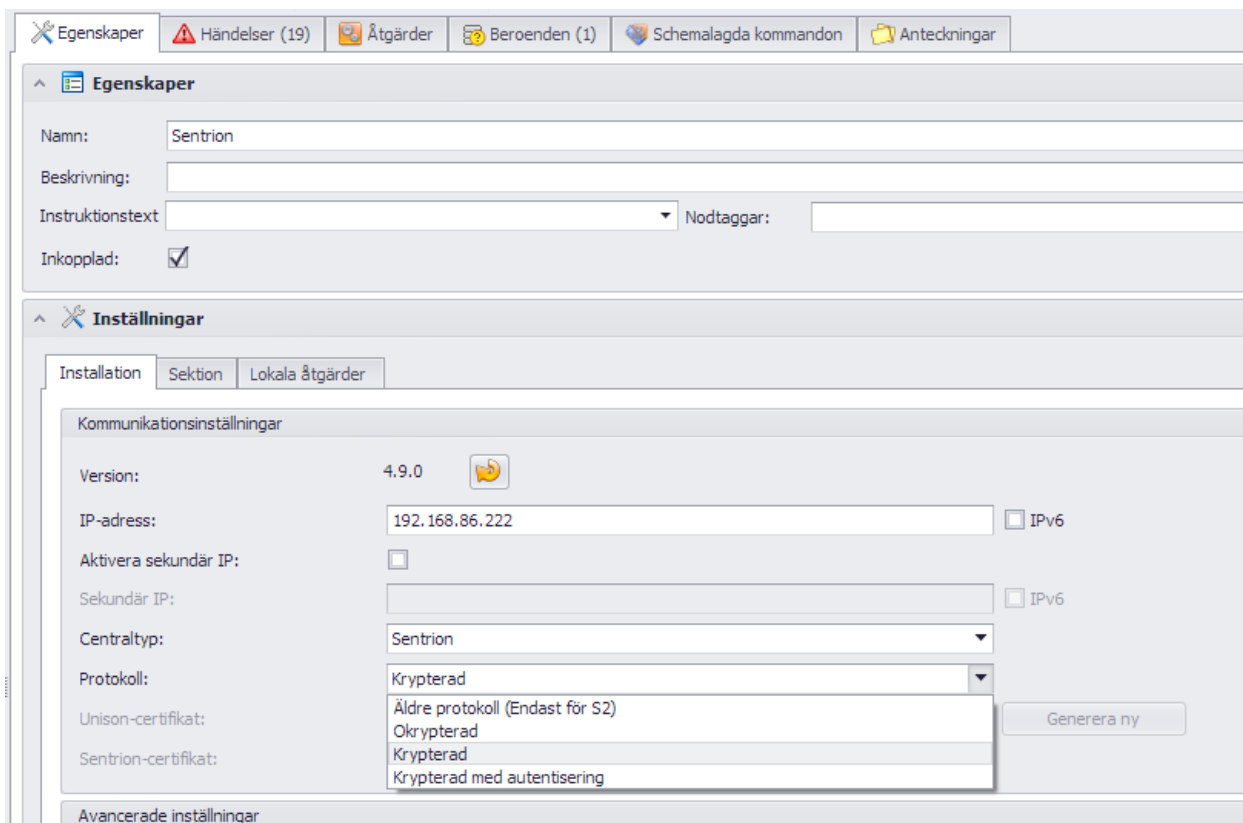 Egenskaper Händelser (19) Åtgärder Beroenden (1) Schemalagda kommandon Anteckningar
Egenskaper
Namn: Sentrion
Beskrivning:
Instruktionstext Nodtaggar:
Inkopplad:
Inställningar
Installation Sektion Lokala åtgärder
Kommunikationsinställningar
Version: 4.9.0
IP-adress: 192.168.86.222 IPv6
Aktivera sekundär IP:
Sekundär IP: IPv6
Centraltyp: Sentrion
Protokoll: Krypterad
Äldre protokoll (Endast för S2)
Unison-certifikat: Okrypterad Generera ny
Krypterad
Sentrion-certifikat: Krypterad med autentisering
Avancerade inställningar